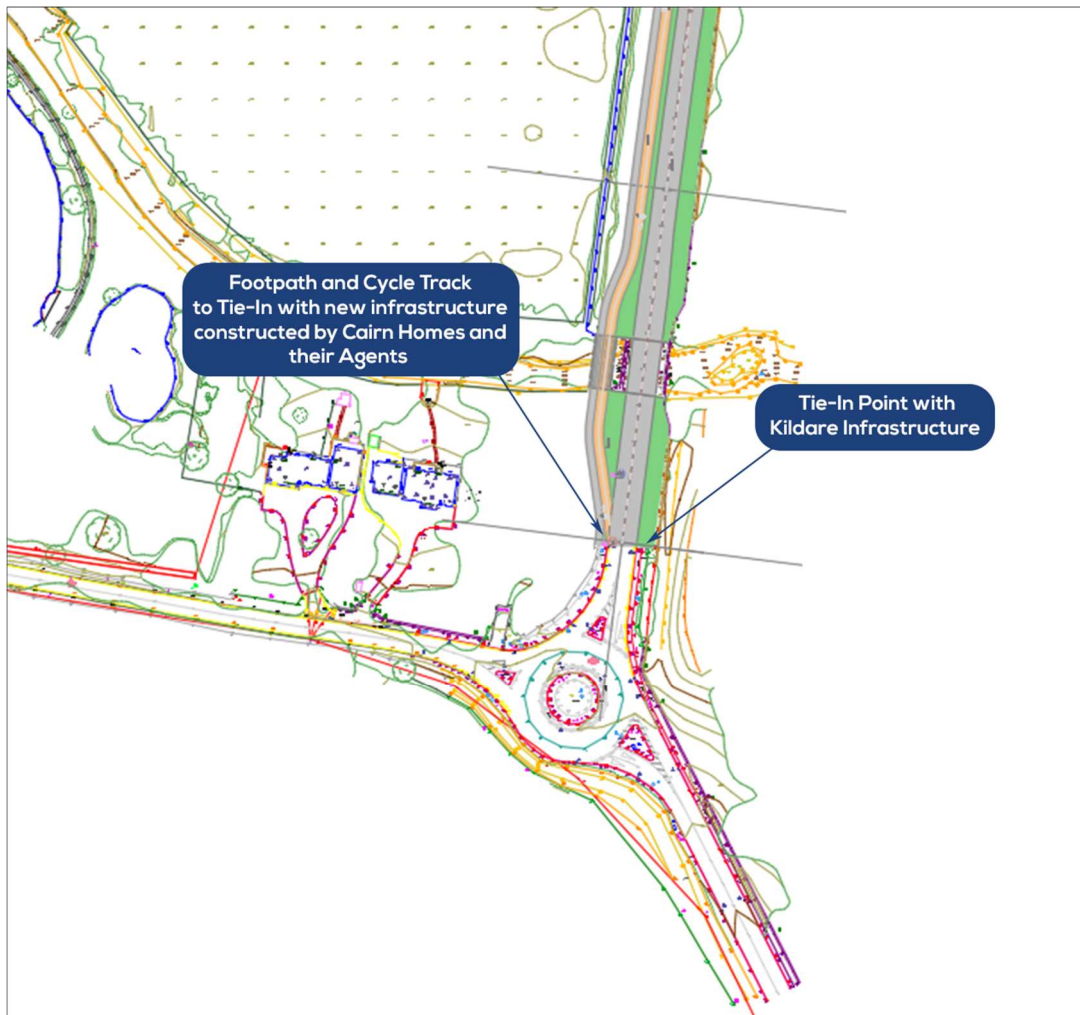 Footpath and Cycle Track
to Tie-In with new infrastructure
constructed by Cairn Homes and
their Agents
Tie-In Point with
Kildare Infrastructure